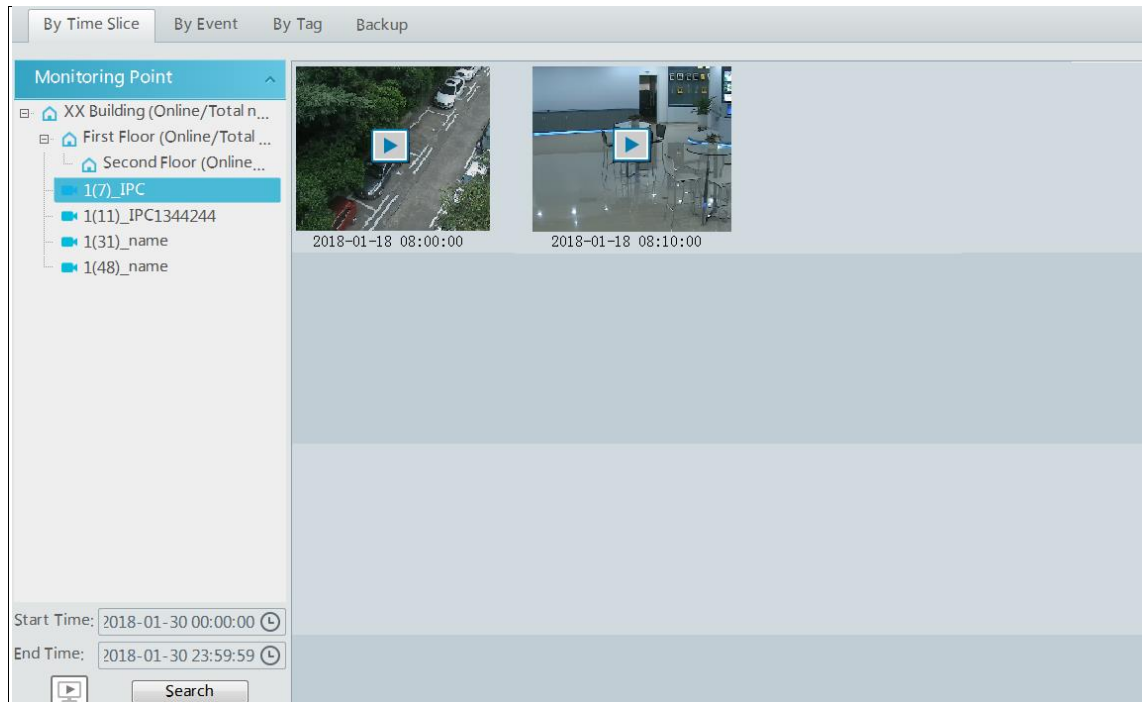 By Time Slice By Event By Tag Backup
Monitoring Point
XX Building (Online/Total n...
First Floor (Online/Total ...
Second Floor (Online...
1(7)_IPC
1(11)_IPC1344244
1(31)_name
1(48)_name
2018-01-18 08:00:00 2018-01-18 08:10:00
Start Time: 2018-01-30 00:00:00
End Time: 2018-01-30 23:59:59
Search